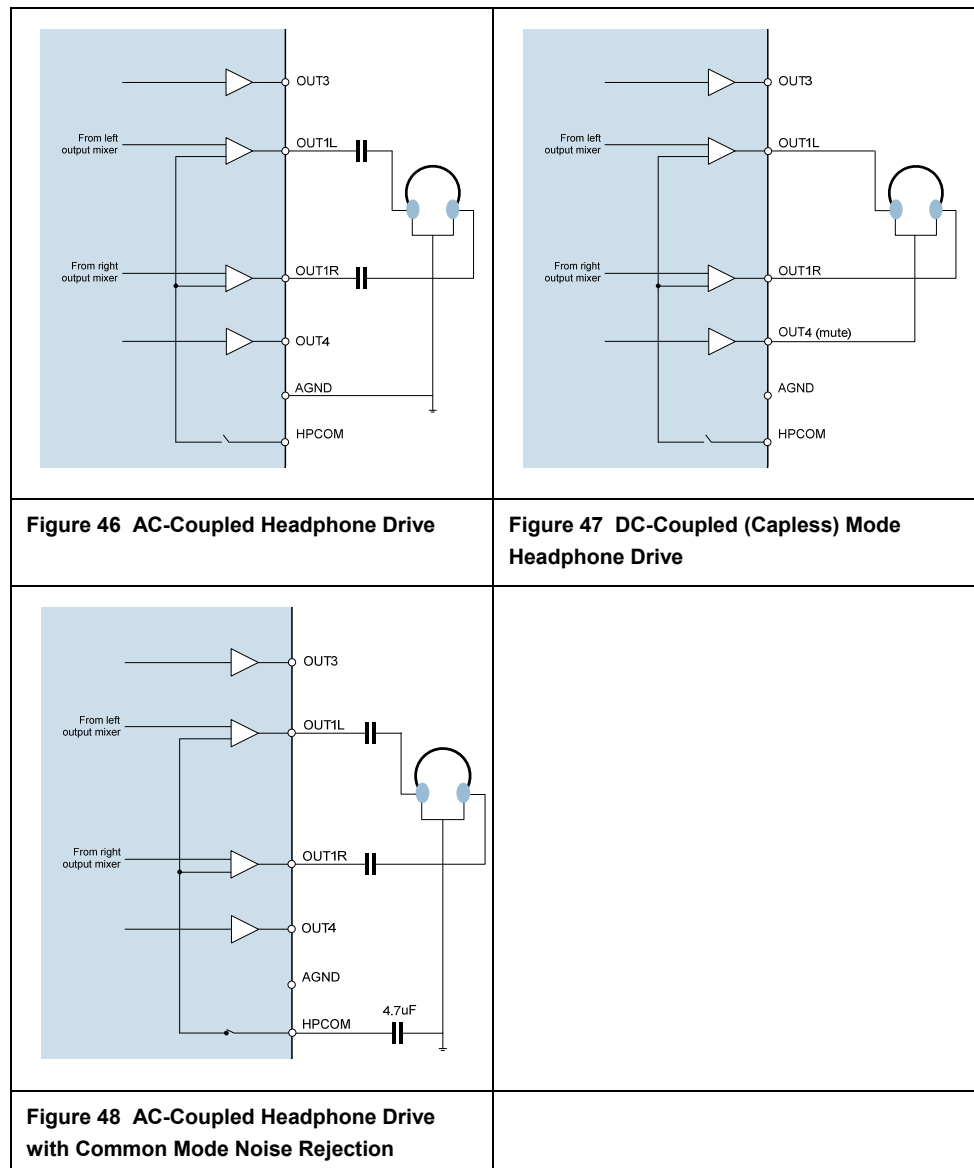 OUT3
From left
output mixer
OUT1L
From right
output mixer
OUT1R
OUT4
AGND
HPCOM
Figure 46 AC-Coupled Headphone Drive
OUT3
From left
output mixer
OUT1L
From right
output mixer
OUT1R
OUT4 (mute)
AGND
HPCOM
Figure 47 DC-Coupled (Capless) Mode
Headphone Drive
OUT3
From left
output mixer
OUT1L
From right
output mixer
OUT1R
OUT4
AGND
4.7uF
HPCOM
Figure 48 AC-Coupled Headphone Drive
with Common Mode Noise Rejection